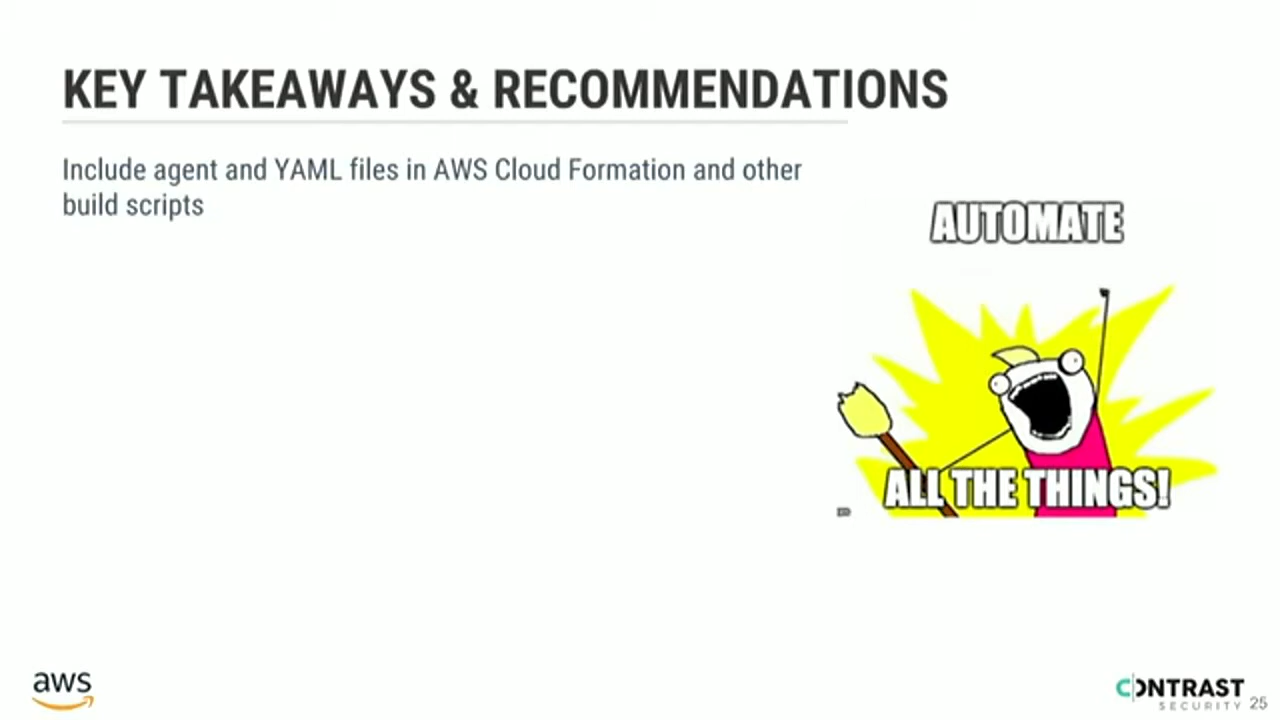 KEY TAKEAWAYS & RECOMMENDATIONS
Include agent and YAML files in AWS Cloud Formation and other
build scripts
AUTOMATE
ALL THE THINGS!
aws
CONTRAST
SECURITY 25